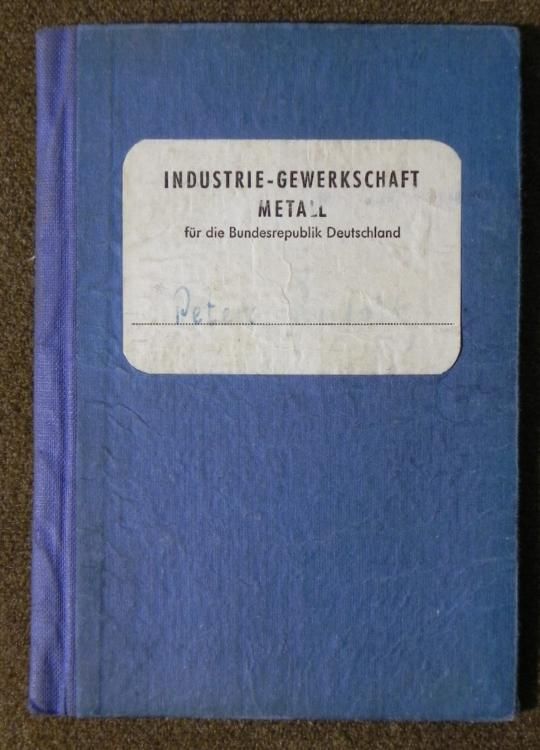 INDUSTRIE-GEWERKSCHAFT
METALL
für die Bundesrepublik Deutschland
Peter